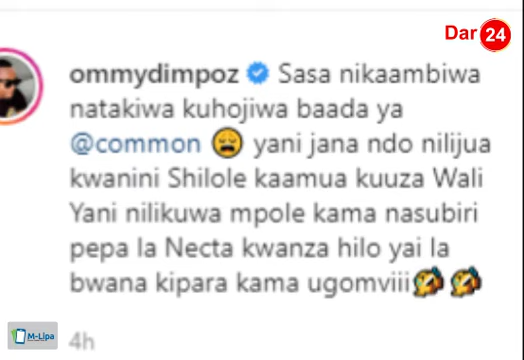 Dar 24
ommydimpoz Sasa nikaambiwa
natakiwa kuhojiwa baada ya
@common 😩 yani jana ndo nilijua
kwanini Shilole kaamua kuuza Wali
Yani nilikuwa mpole kama nasubiri
pepa la Necta kwanza hilo yai la
bwana kipara kama ugomviii🤣🤣
M-Lipa
4h